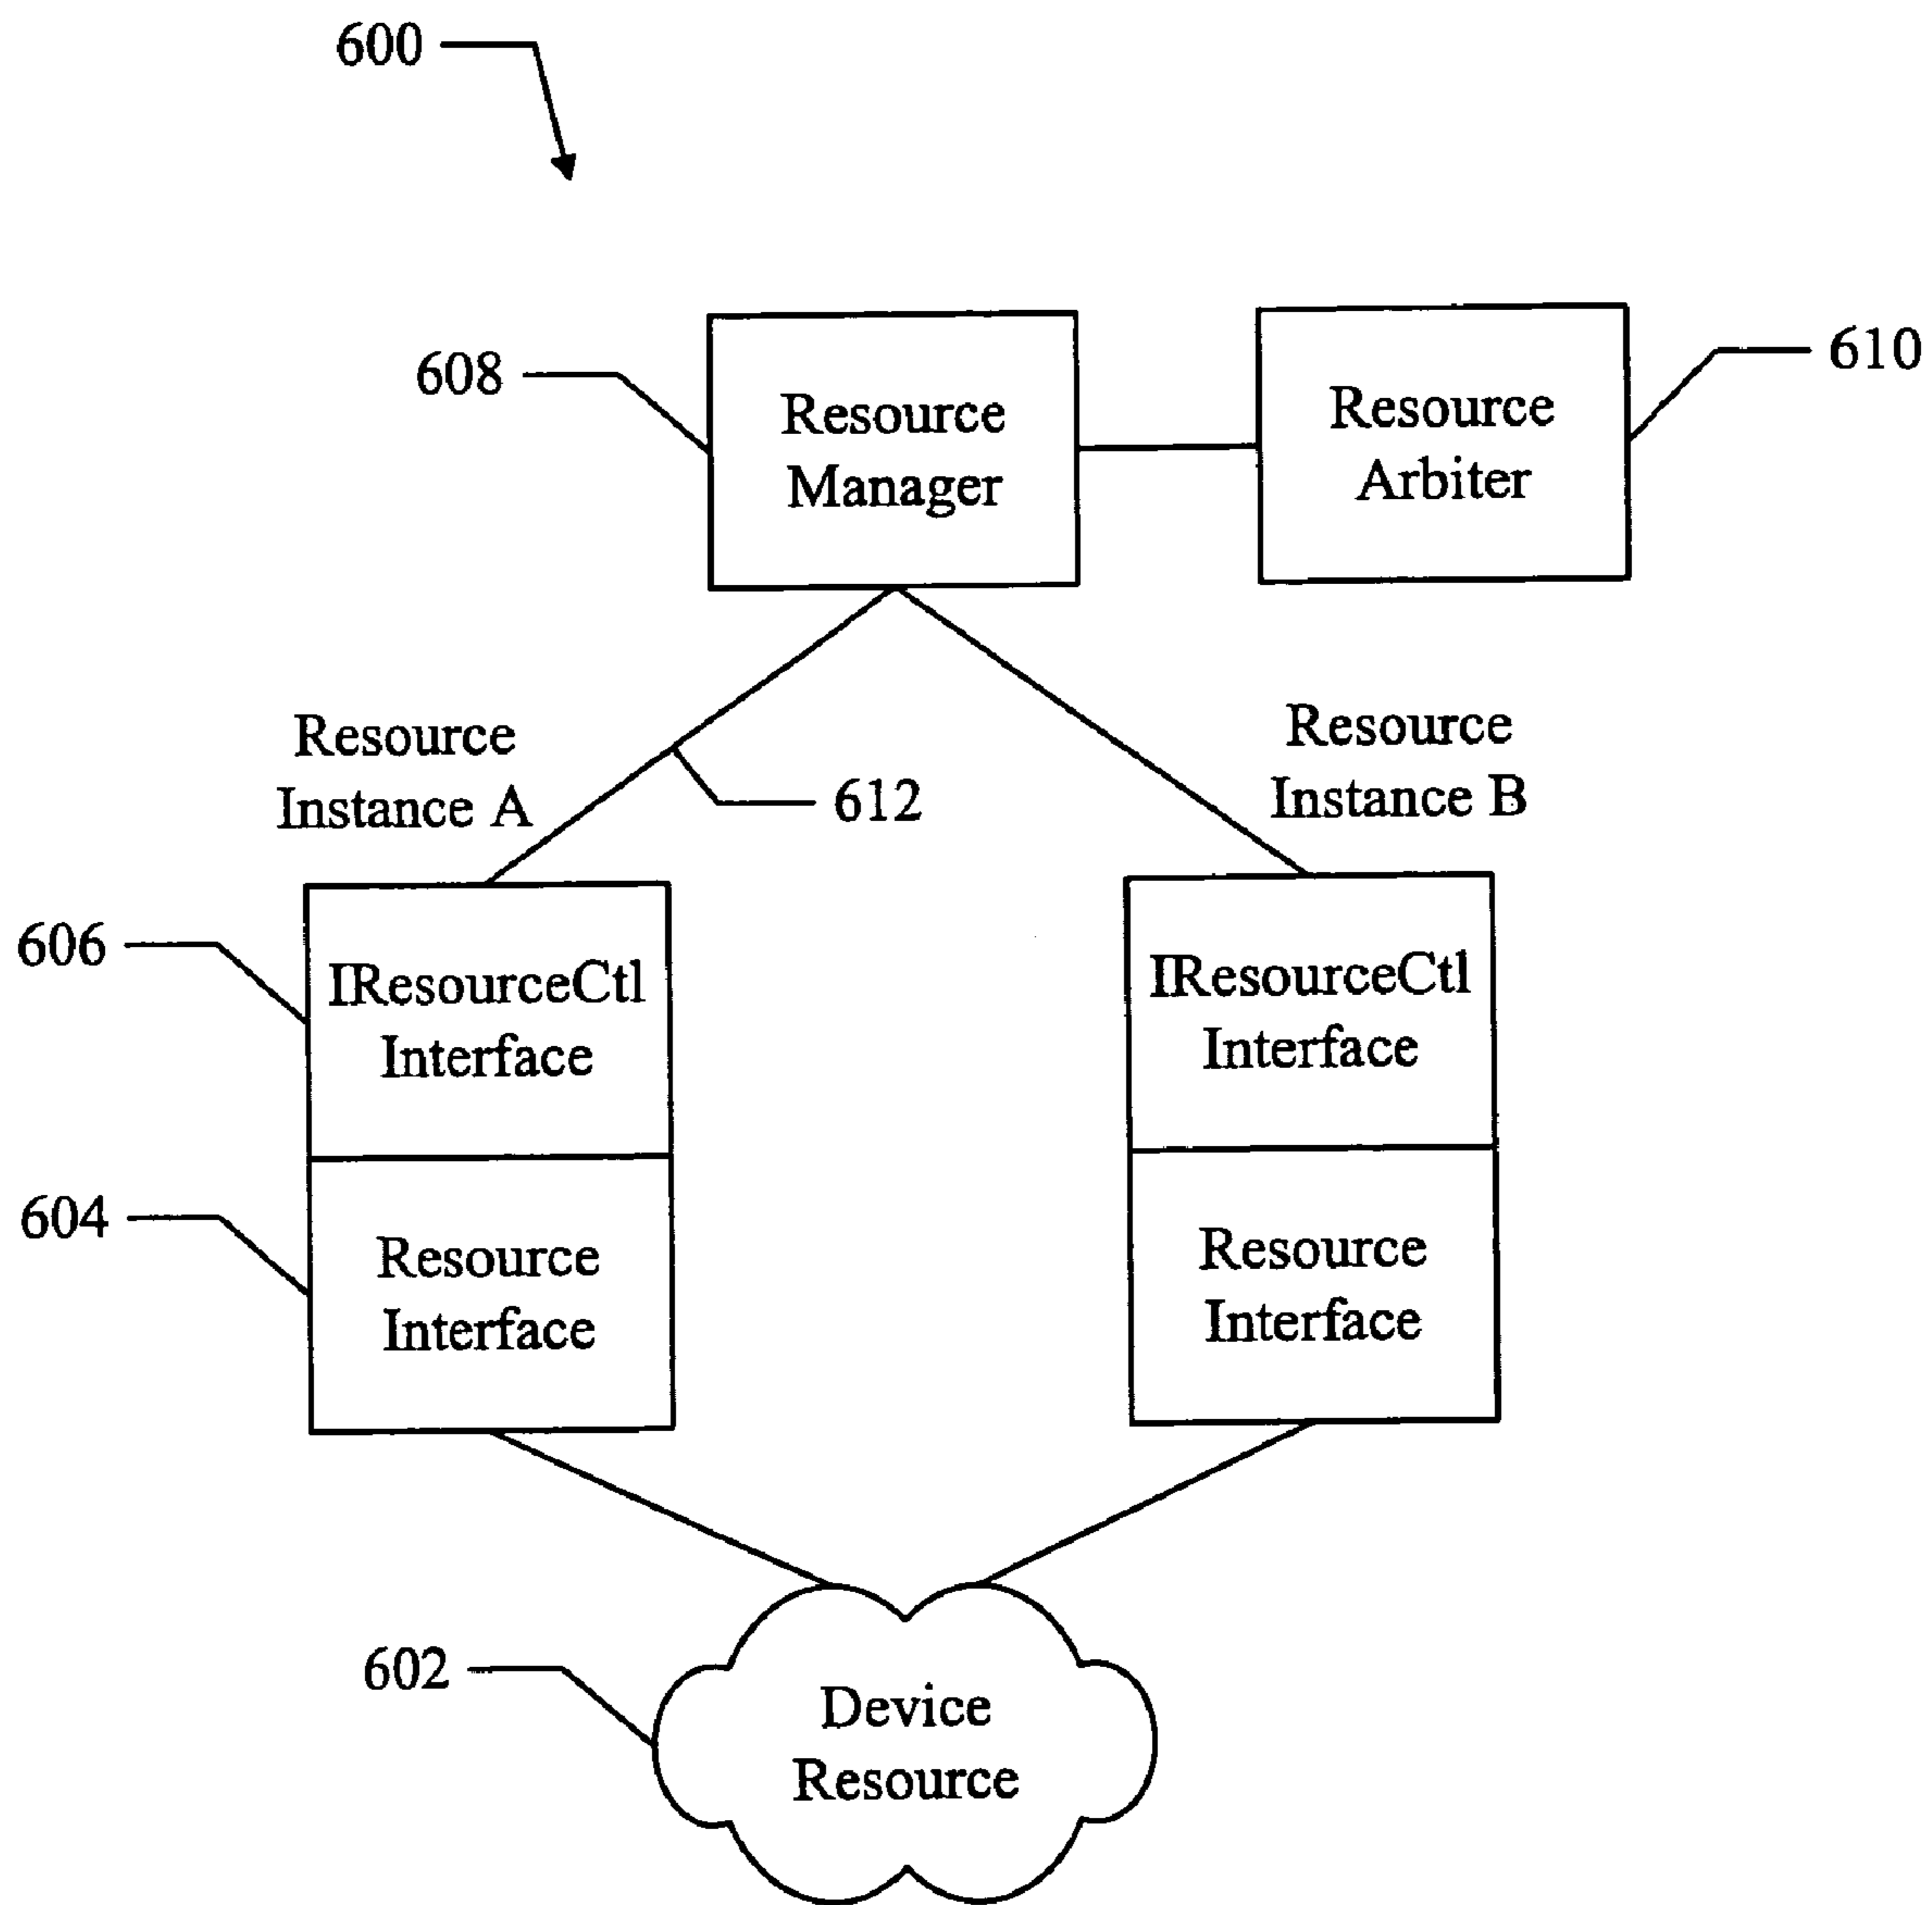 600
608
Resource
Manager
Resource
Arbiter
610
Resource
Instance A
612
Resource
Instance B
606
IResourceCtl
Interface
IResourceCtl
Interface
604
Resource
Interface
Resource
Interface
602
Device
Resource